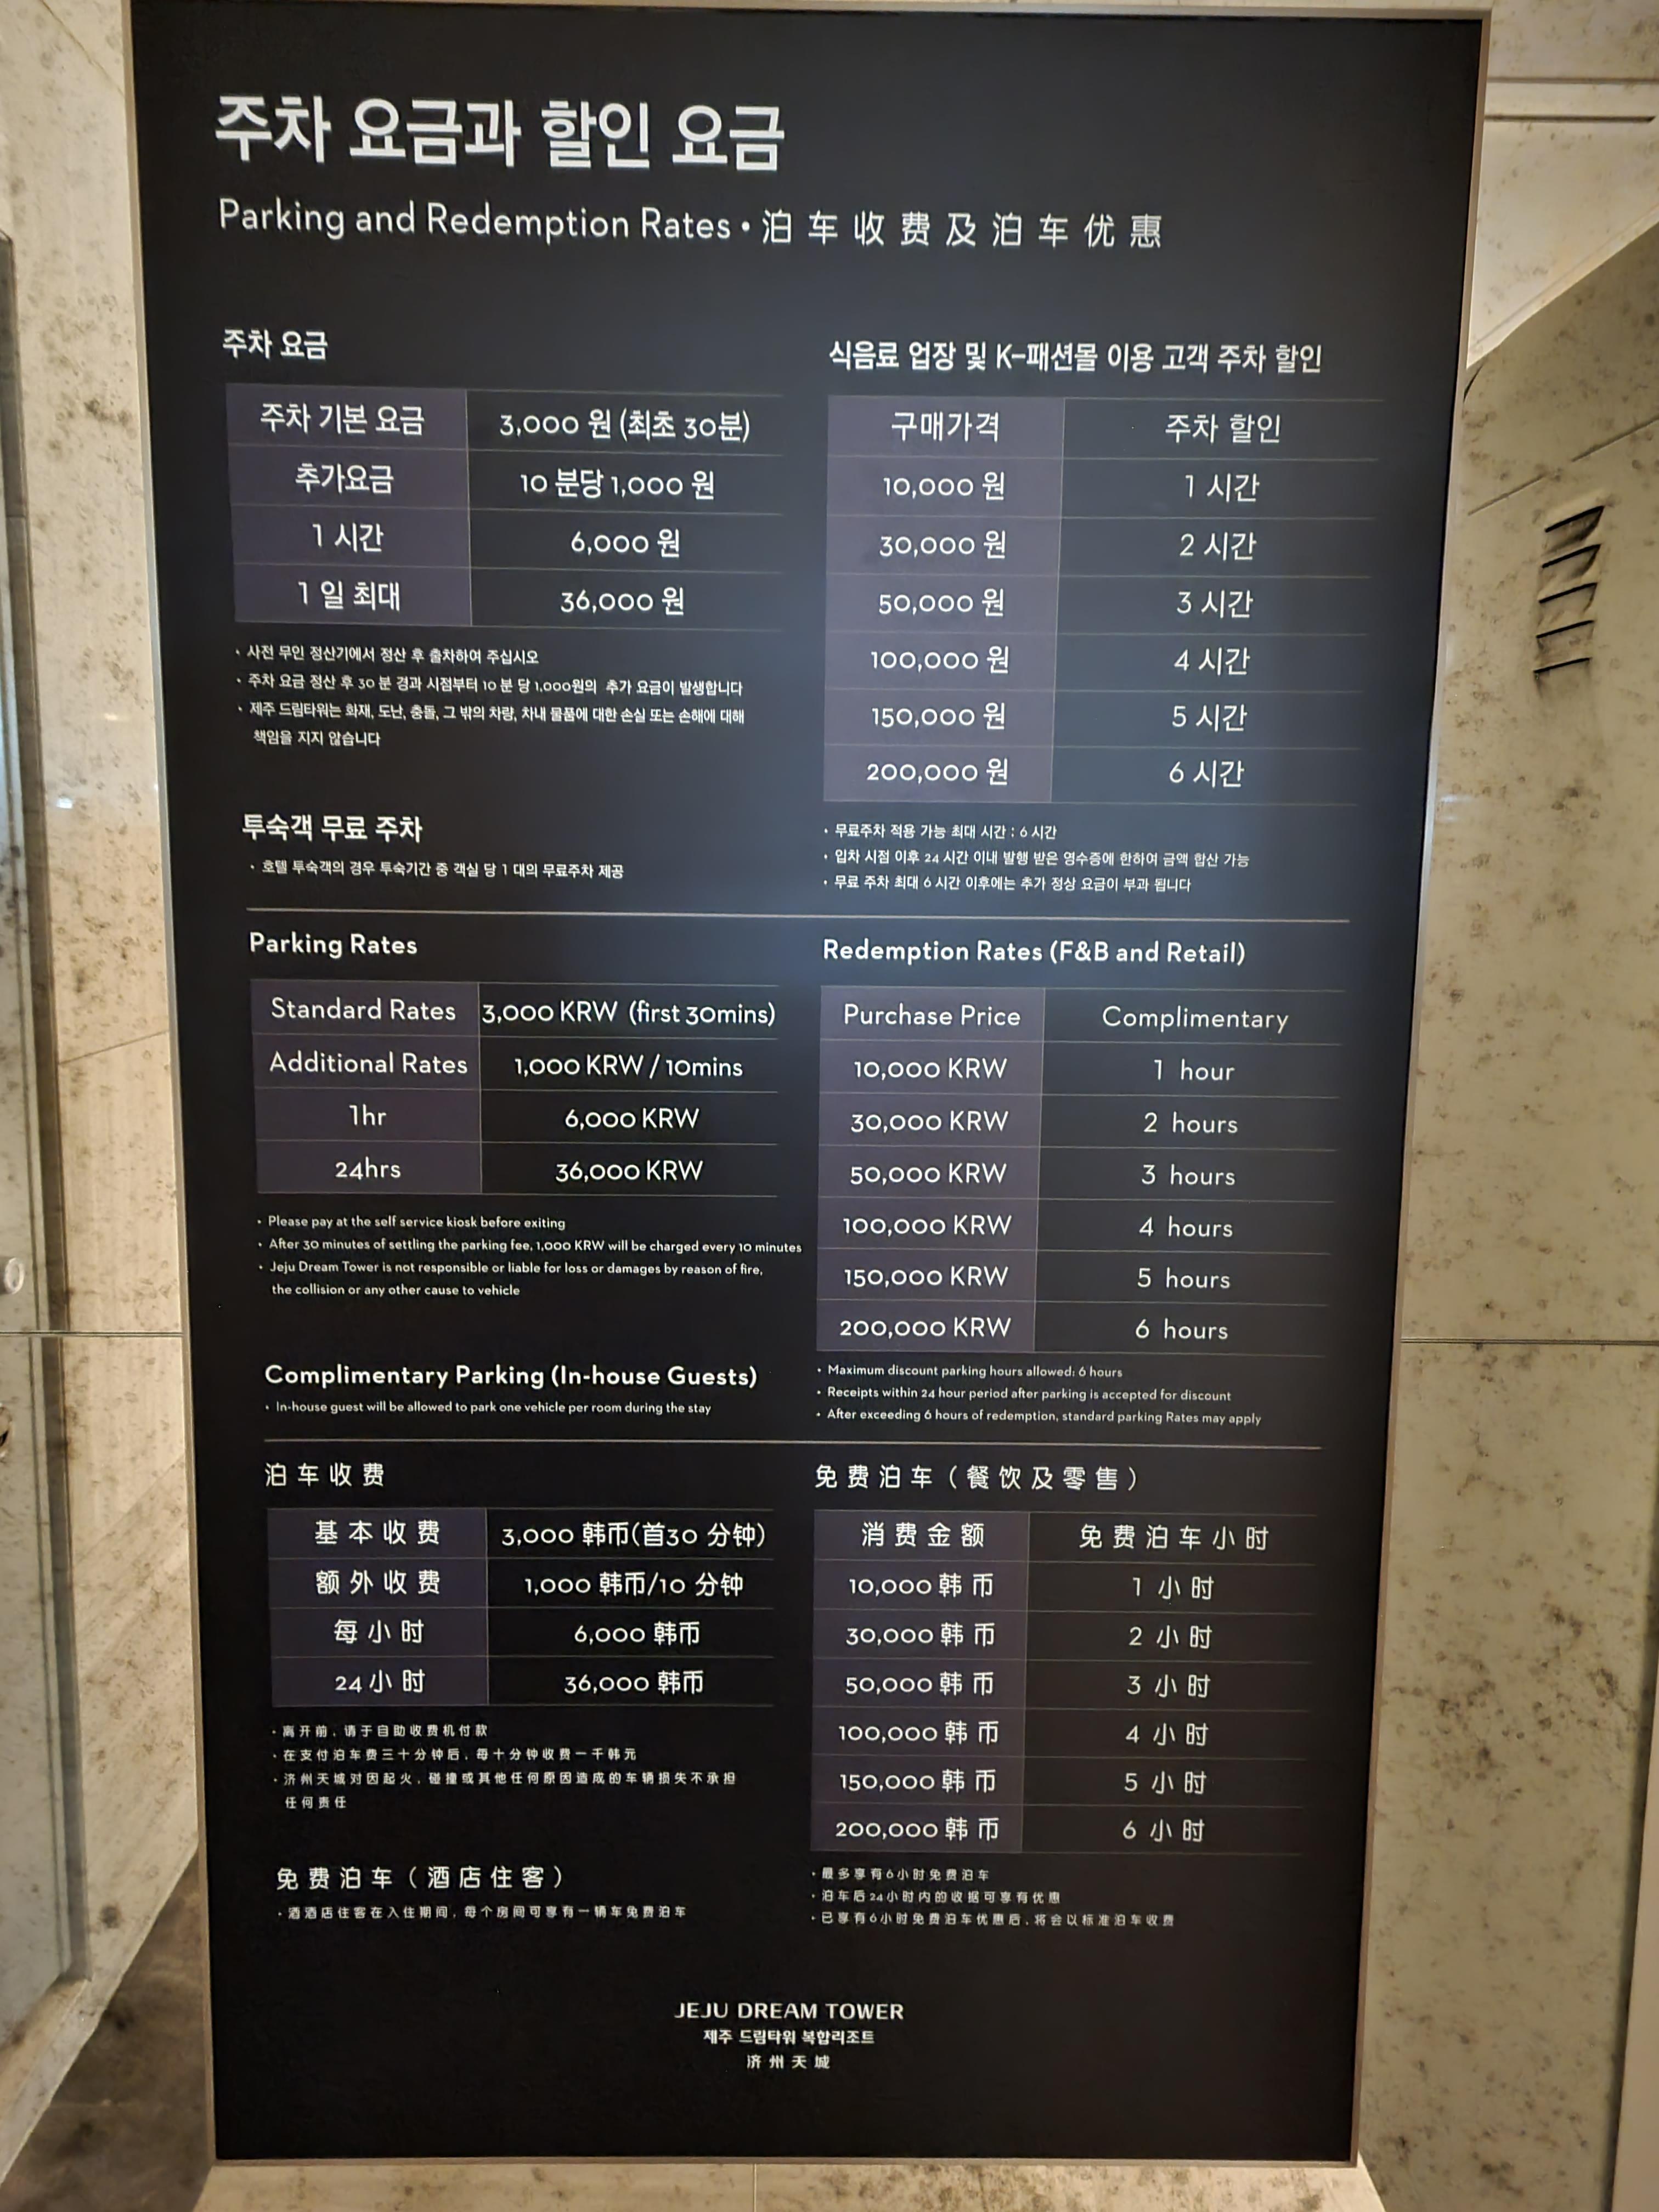 주차 요금과 할인 요금
Parking and Redemption Rates • 泊车收费及泊车优惠
주차 요금
주차 기본 요금 3,000 원 (최초 30분)
추가요금 10 분당 1,000 원
1 시간 6,000 원
1 일 최대 36,000 원
• 사전 무인 정산기에서 정산 후 출차하여 주십시오
• 주차 요금 정산 후 30 분 경과 시점부터 10 분 당 1,000원의 추가 요금이 발생합니다
• 제주 드림타워는 화재, 도난, 충돌, 그 밖의 차량, 차내 물품에 대한 손실 또는 손해에 대해
책임을 지지 않습니다
투숙객 무료 주차
• 호텔 투숙객의 경우 투숙기간 중 객실 당 1 대의 무료주차 제공
식음료 업장 및 K-패션몰 이용 고객 주차 할인
구매가격 주차 할인
10,000 원 1 시간
30,000 원 2 시간
50,000 원 3 시간
100,000 원 4 시간
150,000 원 5 시간
200,000 원 6 시간
• 무료주차 적용 가능 최대 시간 : 6 시간
• 입차 시점 이후 24 시간 이내 발행 받은 영수증에 한하여 금액 합산 가능
• 무료 주차 최대 6 시간 이후에는 추가 정상 요금이 부과 됩니다
Parking Rates
Standard Rates 3,000 KRW (first 30mins)
Additional Rates 1,000 KRW / 10mins
1hr 6,000 KRW
24hrs 36,000 KRW
• Please pay at the self service kiosk before exiting
• After 30 minutes of settling the parking fee, 1,000 KRW will be charged every 10 minutes
• Jeju Dream Tower is not responsible or liable for loss or damages by reason of fire,
the collision or any other cause to vehicle
Complimentary Parking (In-house Guests)
• In-house guest will be allowed to park one vehicle per room during the stay
Redemption Rates (F&B and Retail)
Purchase Price Complimentary
10,000 KRW 1 hour
30,000 KRW 2 hours
50,000 KRW 3 hours
100,000 KRW 4 hours
150,000 KRW 5 hours
200,000 KRW 6 hours
• Maximum discount parking hours allowed: 6 hours
• Receipts within 24 hour period after parking is accepted for discount
• After exceeding 6 hours of redemption, standard parking Rates may apply
泊车收费
基本收费 3,000 韩币(首30 分钟)
额外收费 1,000 韩币/10 分钟
每小时 6,000 韩币
24小时 36,000 韩币
• 离开前，请于自助收费机付款
• 在支付泊车费三十分钟后，每十分钟收费一千韩元
• 济州天城对因起火，碰撞或其他任何原因造成的车辆损失不承担
任何责任
免费泊车（酒店住客）
• 酒酒店住客在入住期间，每个房间可享有一辆车免费泊车
免费泊车（餐饮及零售）
消费金额 免费泊车小时
10,000 韩币 1 小时
30,000 韩币 2 小时
50,000 韩币 3 小时
100,000 韩币 4 小时
150,000 韩币 5 小时
200,000 韩币 6 小时
• 最多享有6小时免费泊车
• 泊车后24小时内的收据可享有优惠
• 已享有6小时免费泊车优惠后，将会以标准泊车收费
JEJU DREAM TOWER
제주 드림타워 복합리조트
济州天城